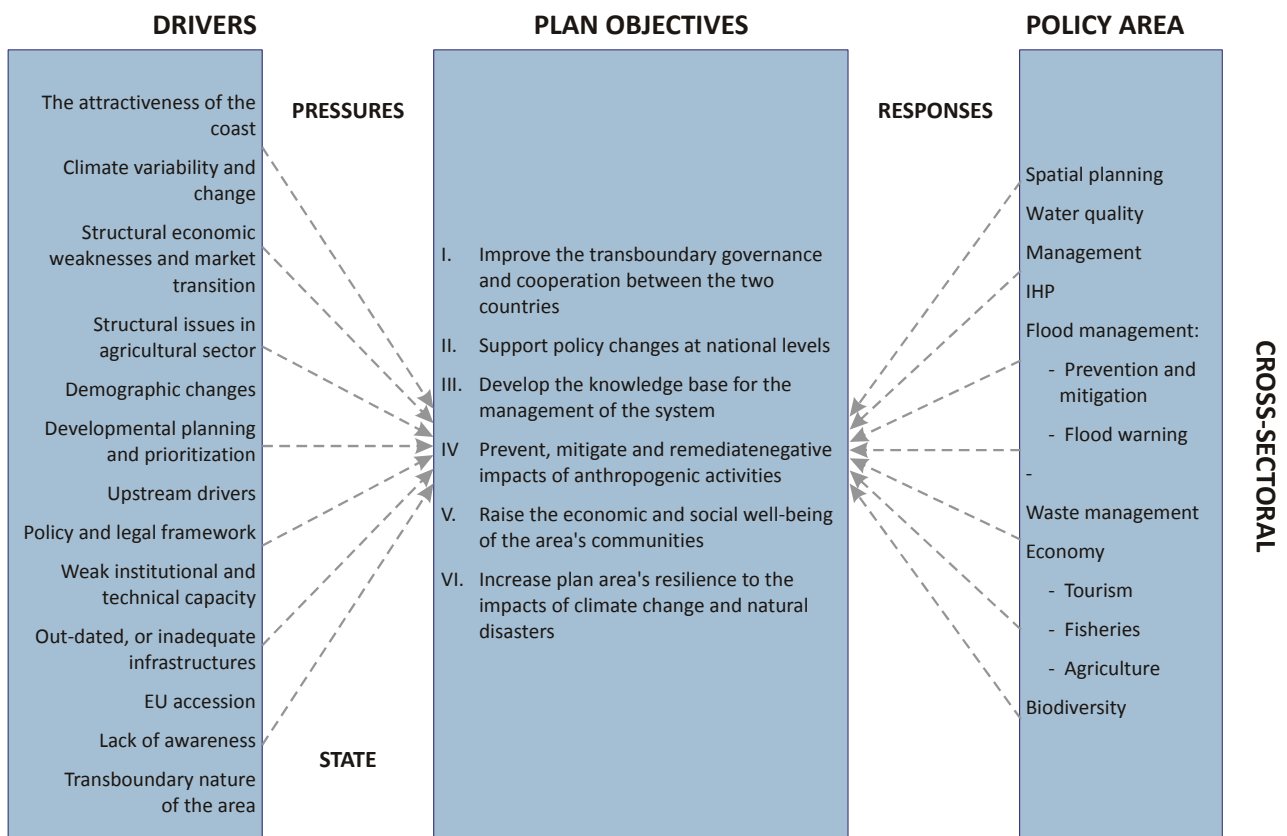 DRIVERS
The attractiveness of the
coast
Climate variability and
change
Structural economic
weaknesses and market
transition
Structural issues in
agricultural sector
Demographic changes
Developmental planning
and prioritization
Upstream drivers
Policy and legal framework
Weak institutional and
technical capacity
Out-dated, or inadequate
infrastructures
EU accession
Lack of awareness
Transboundary nature
of the area
PRESSURES
STATE
PLAN OBJECTIVES
I. Improve the transboundary governance
and cooperation between the two
countries
II. Support policy changes at national levels
III. Develop the knowledge base for the
management of the system
IV Prevent, mitigate and remediatenegative
impacts of anthropogenic activities
V. Raise the economic and social well-being
of the area's communities
VI. Increase plan area's resilience to the
impacts of climate change and natural
disasters
RESPONSES
POLICY AREA
Spatial planning
Water quality
Management
IHP
Flood management:
- Prevention and
mitigation
- Flood warning
-
Waste management
Economy
- Tourism
- Fisheries
- Agriculture
Biodiversity
CROSS-SECTORAL